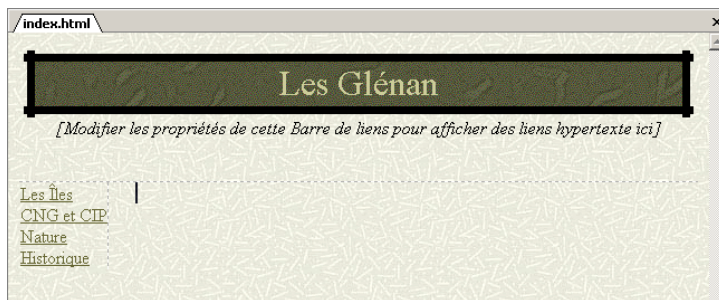 index.html
Les Glénan
[Modifier les propriétés de cette Barre de liens pour afficher des liens hypertexte ici]
Les Îles
CNG et CIP
Nature
Historique